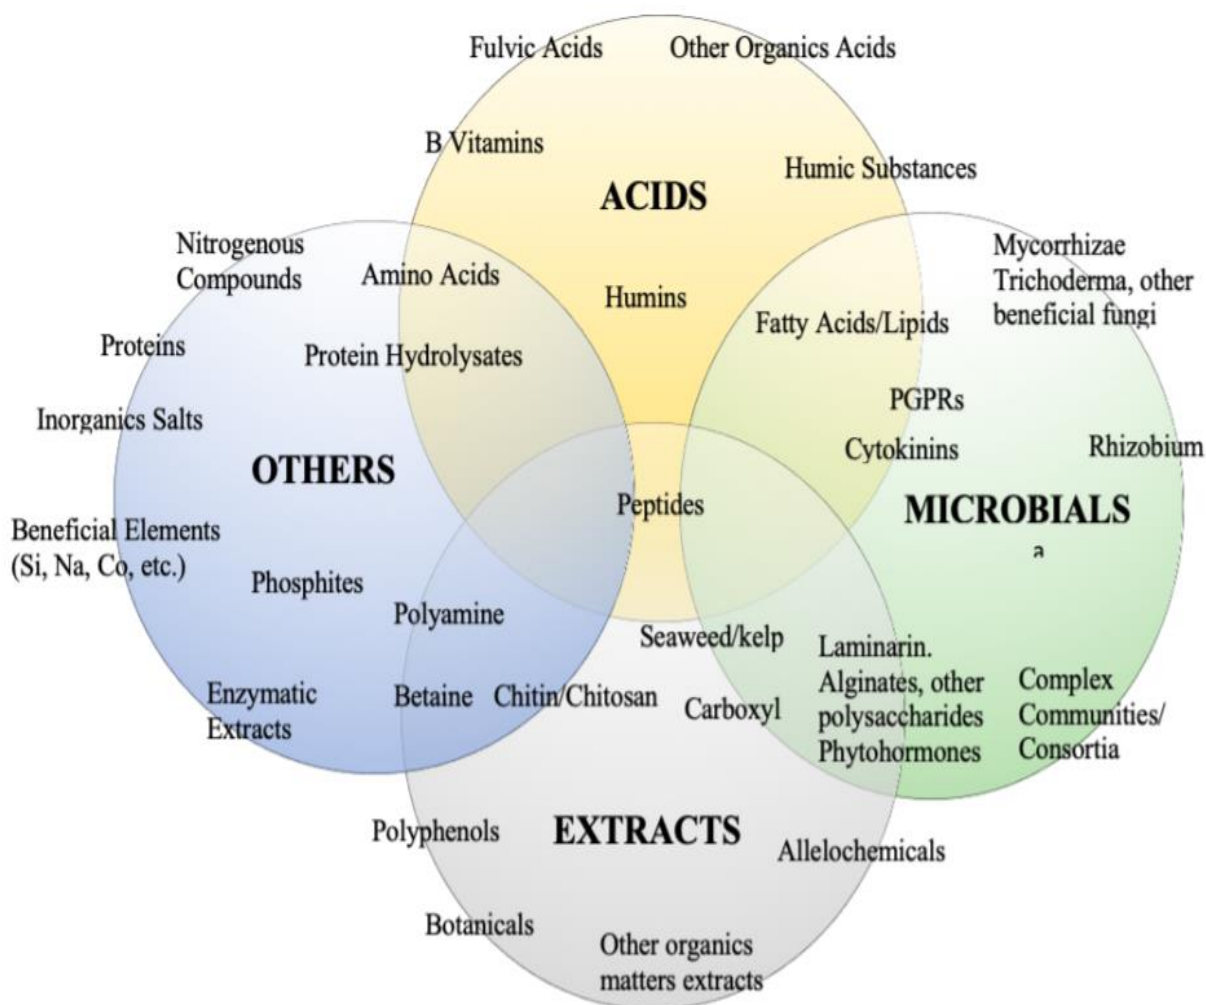 Fulvic Acids
Other Organics Acids
B Vitamins
Humic Substances
ACIDS
Nitrogenous
Compounds
Amino Acids
Humins
Mycorrhizae
Trichoderma, other
beneficial fungi
Fatty Acids/Lipids
Proteins
Protein Hydrolysates
PGPRs
Inorganics Salts
Cytokinins
Rhizobium
OTHERS
Peptides
MICROBIALS
a
Beneficial Elements
(Si, Na, Co, etc.)
Phosphites
Polyamine
Seaweed/kelp
Laminarin.
Alginates, other
polysaccharides
Phytohormones
Complex
Communities/
Consortia
Enzymatic
Extracts
Betaine
Chitin/Chitosan
Carboxyl
Polyphenols
EXTRACTS
Allelochemicals
Botanicals
Other organics
matters extracts